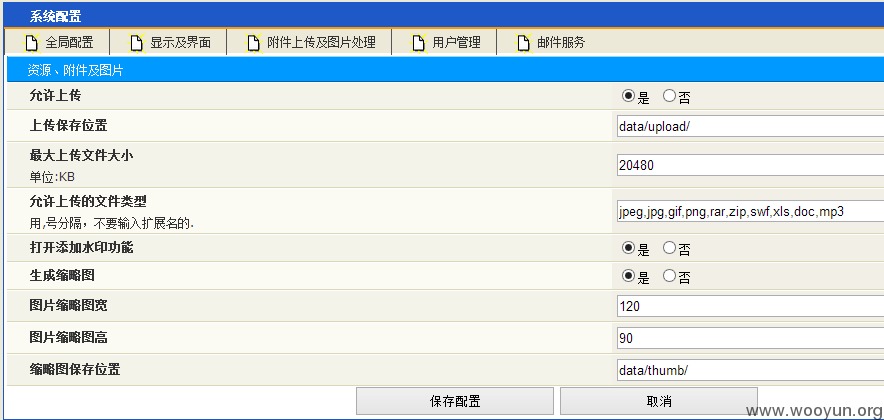 系统配置
全局配置 显示及界面 附件上传及图片处理 用户管理 邮件服务
资源、附件及图片
允许上传 是 否
上传保存位置 data/upload/
最大上传文件大小
单位:KB
20480
允许上传的文件类型
用,号分隔，不要输入扩展名的.
jpeg,jpg,gif,png,rar,zip,swf,xls,doc,mp3
打开添加水印功能 是 否
生成缩略图 是 否
图片缩略图宽 120
图片缩略图高 90
缩略图保存位置 data/thumb/
保存配置 取消
www.wooyun.org